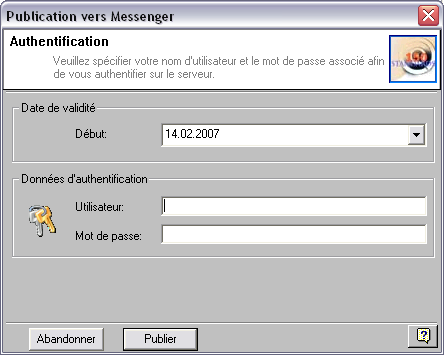 Publication vers Messenger
Authentification
Veuillez spécifier votre nom d'utilisateur et le mot de passe associé afin
de vous authentifier sur le serveur.
Date de validité
Début:
14.02.2007
Données d'authentification
Utilisateur:
Mot de passe:
Abandonner
Publier
?